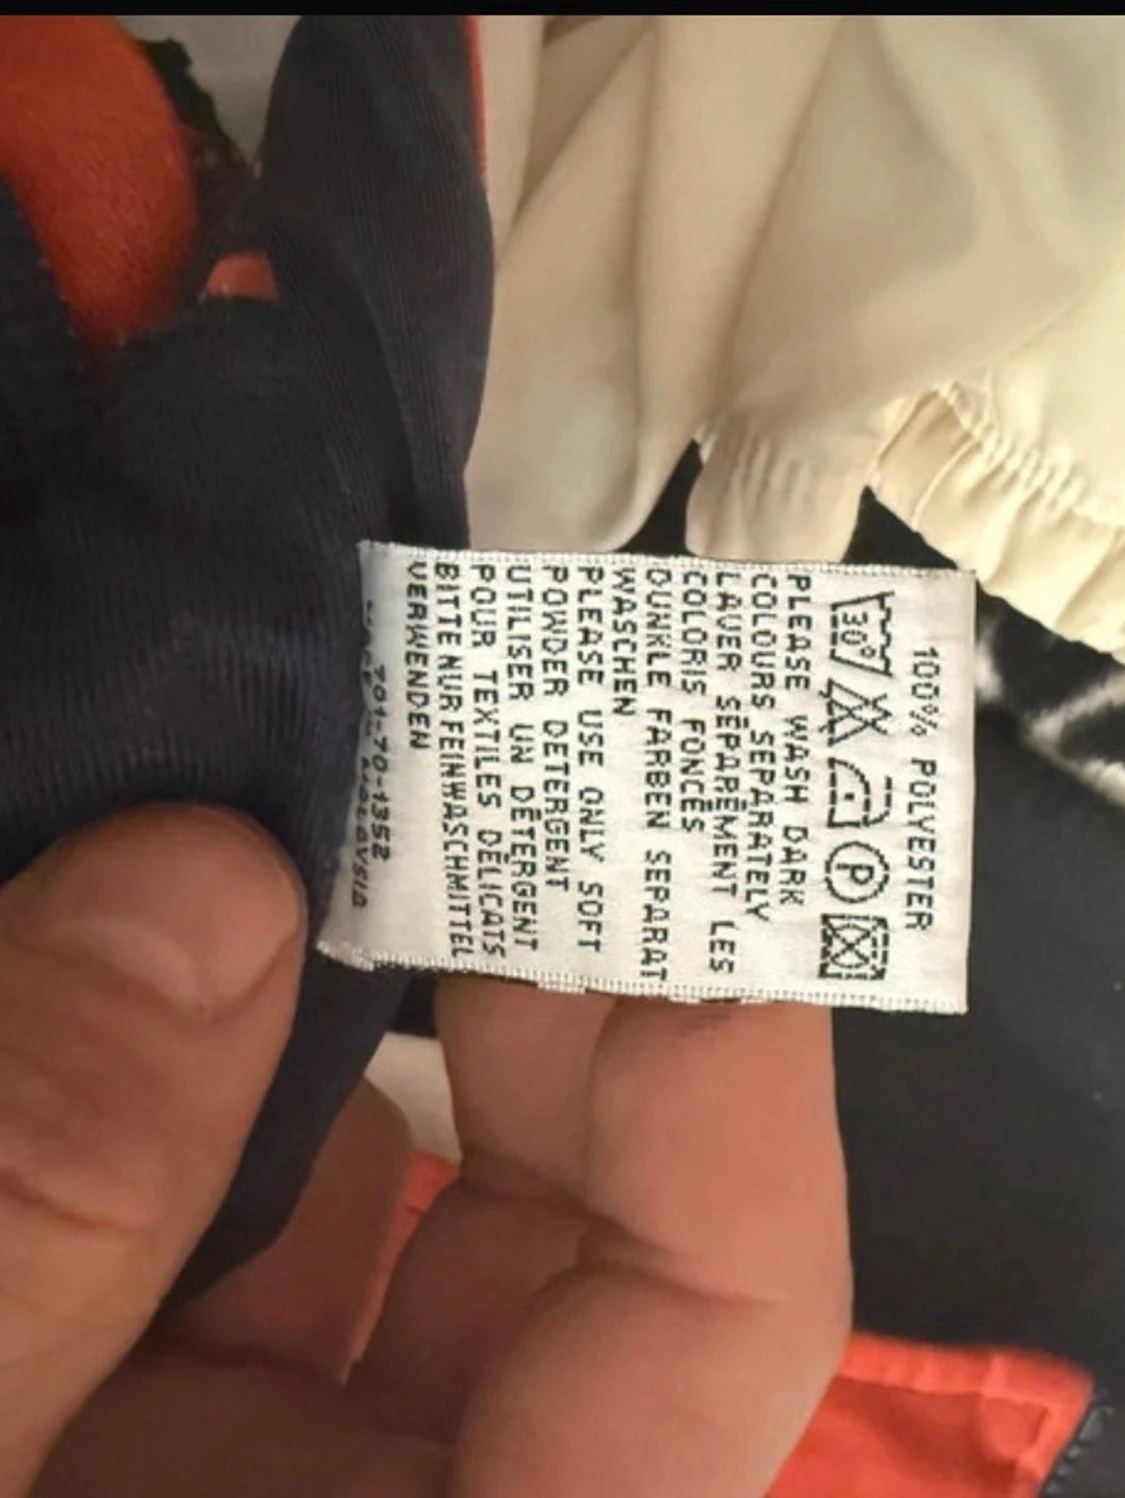 100% POLYESTER
30° P
PLEASE WASH DARK
COLOURS SEPARATELY
LAVER SÉPARÉMENT LES
COLORIS FONCÉS
DUNKLE FARBEN SEPARAT
WASCHEN
PLEASE USE ONLY SOFT
POWDER DETERGENT
UTILISER UN DÉTERGENT
POUR TEXTILES DÉLICATS
BITTE NUR FEINWASCHMITTEL
VERWENDEN
701-70-1352